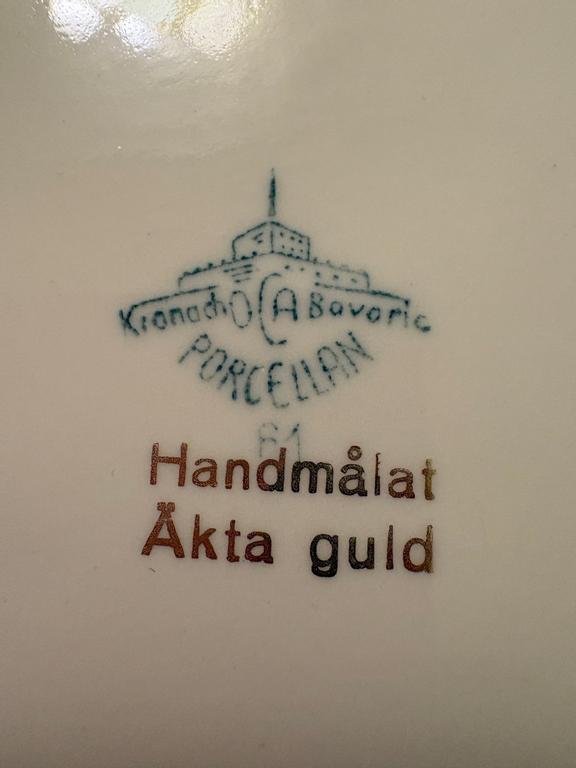 Kronach OCA Bavaria
PORCELLAN
61
Handmålat
Äkta guld